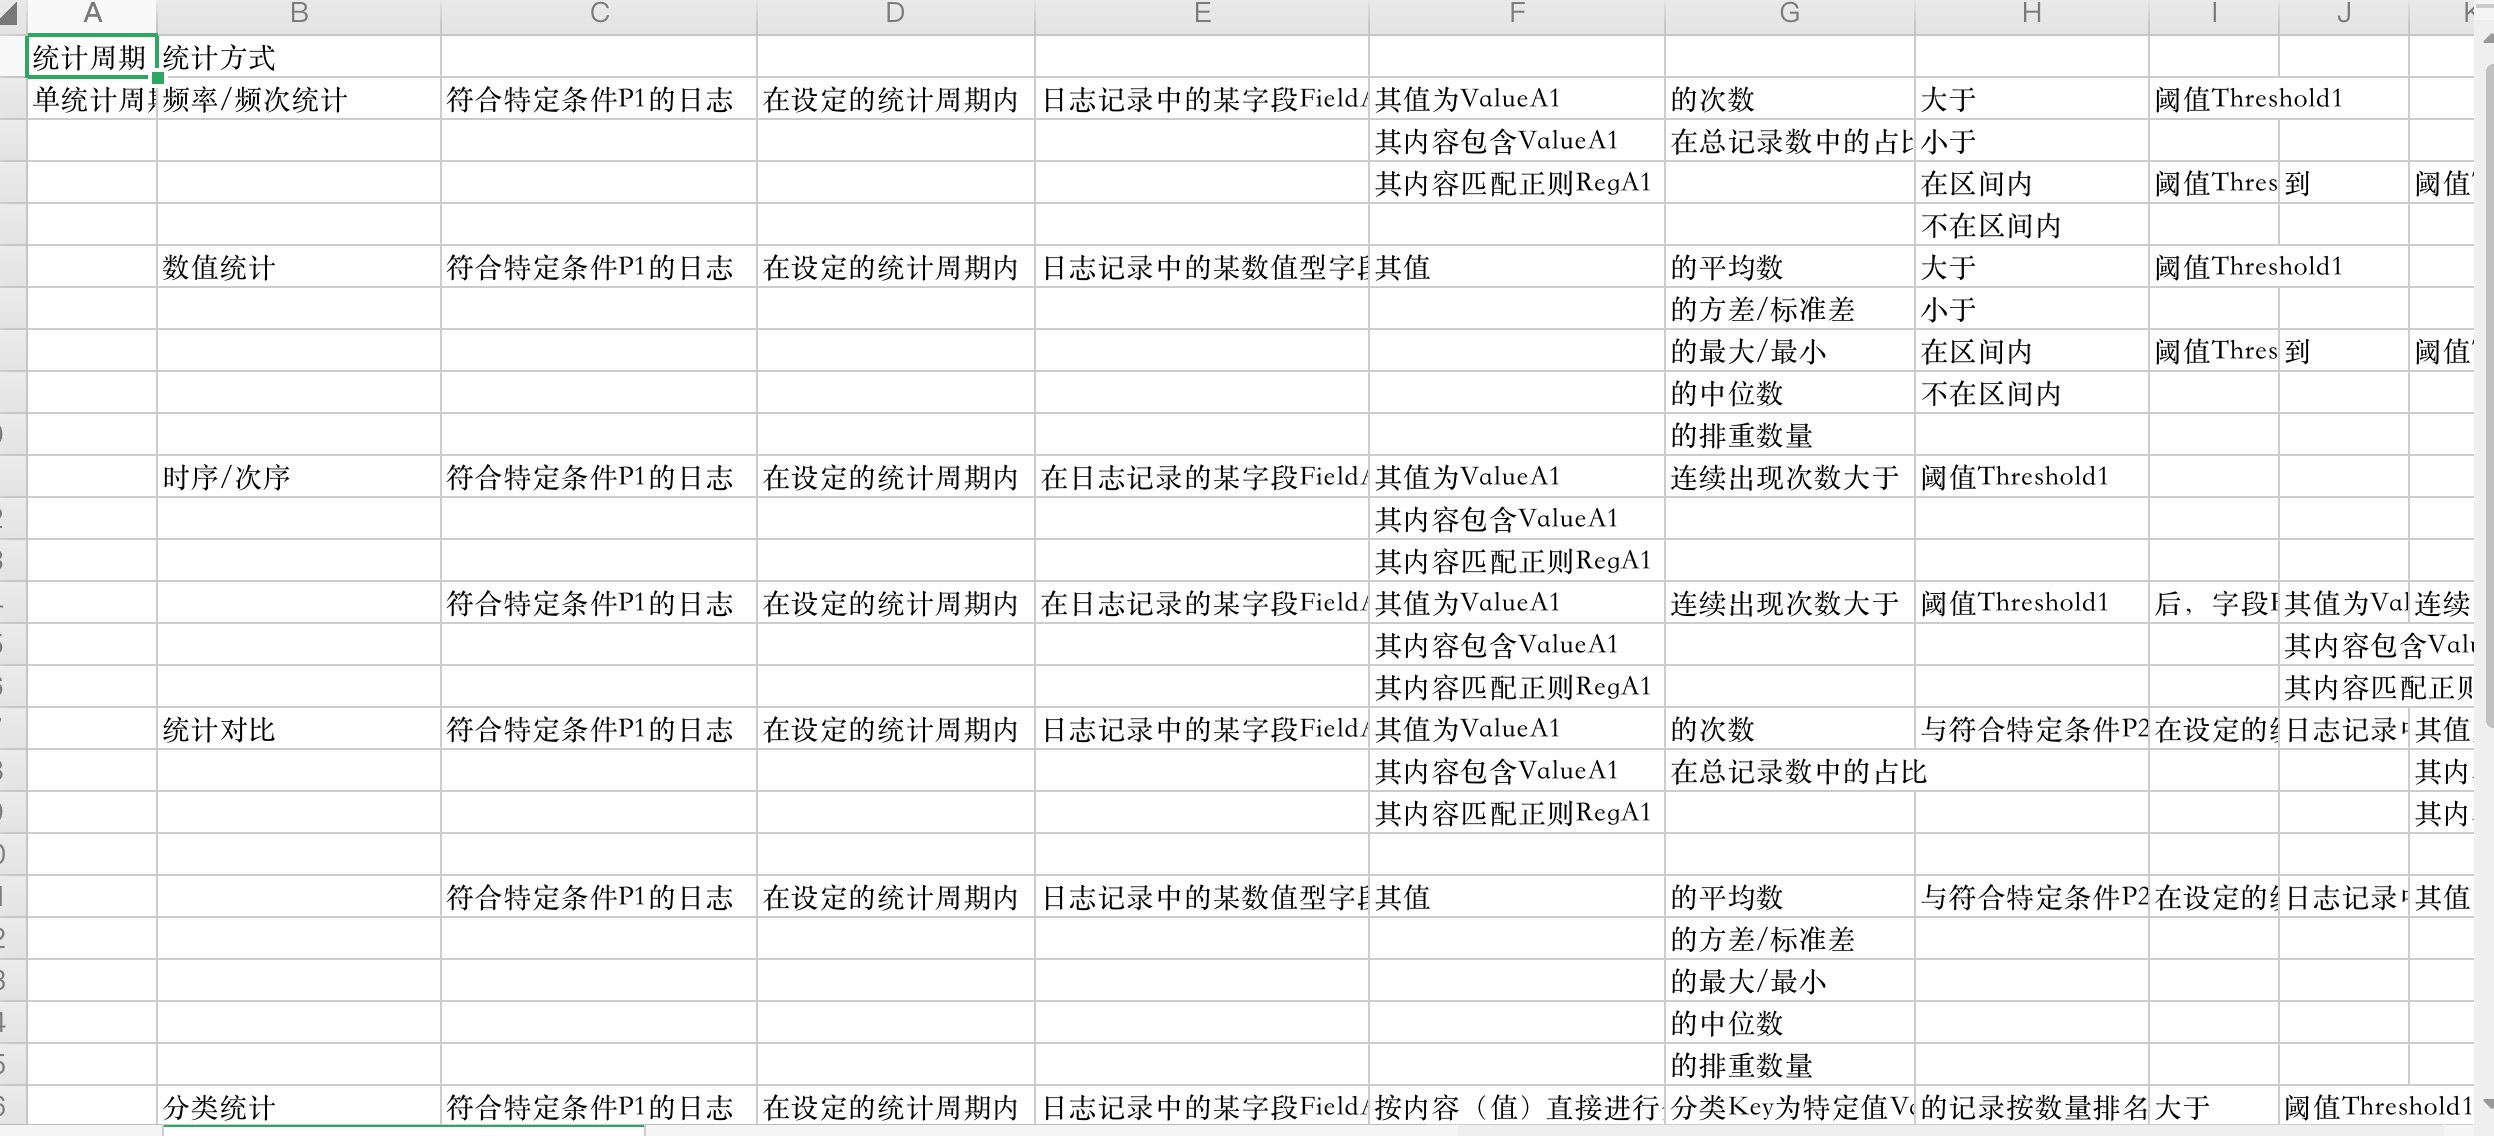 A B C D E F G H I J K
统计周期 统计方式
单统计周 频率/频次统计 符合特定条件P1的日志 在设定的统计周期内 日志记录中的某字段Field 其值为ValueA1 的次数 大于 阈值Threshold1
其内容包含ValueA1 在总记录数中的占比 小于
其内容匹配正则RegA1 在区间内 阈值Thres 到 阈值
不在区间内
数值统计 符合特定条件P1的日志 在设定的统计周期内 日志记录中的某数值型字段 其值 的平均数 大于 阈值Threshold1
的方差/标准差 小于
的最大/最小 在区间内 阈值Thres 到 阈值
的中位数 不在区间内
的排重数量
时序/次序 符合特定条件P1的日志 在设定的统计周期内 在日志记录的某字段Field 其值为ValueA1 连续出现次数大于 阈值Threshold1
其内容包含ValueA1
其内容匹配正则RegA1
符合特定条件P1的日志 在设定的统计周期内 在日志记录的某字段Field 其值为ValueA1 连续出现次数大于 阈值Threshold1 后，字段 其值为Val 连续
其内容包含ValueA1 其内容包含Valu
其内容匹配正则RegA1 其内容匹配正则
统计对比 符合特定条件P1的日志 在设定的统计周期内 日志记录中的某字段Field 其值为ValueA1 的次数 与符合特定条件P2 在设定的 日志记录 其值
其内容包含ValueA1 在总记录数中的占比 其内
其内容匹配正则RegA1 其内
符合特定条件P1的日志 在设定的统计周期内 日志记录中的某数值型字段 其值 的平均数 与符合特定条件P2 在设定的 日志记录 其值
的方差/标准差
的最大/最小
的中位数
的排重数量
分类统计 符合特定条件P1的日志 在设定的统计周期内 日志记录中的某字段Field 按内容（值）直接进行 分类Key为特定值V 的记录按数量排名 大于 阈值Threshold1